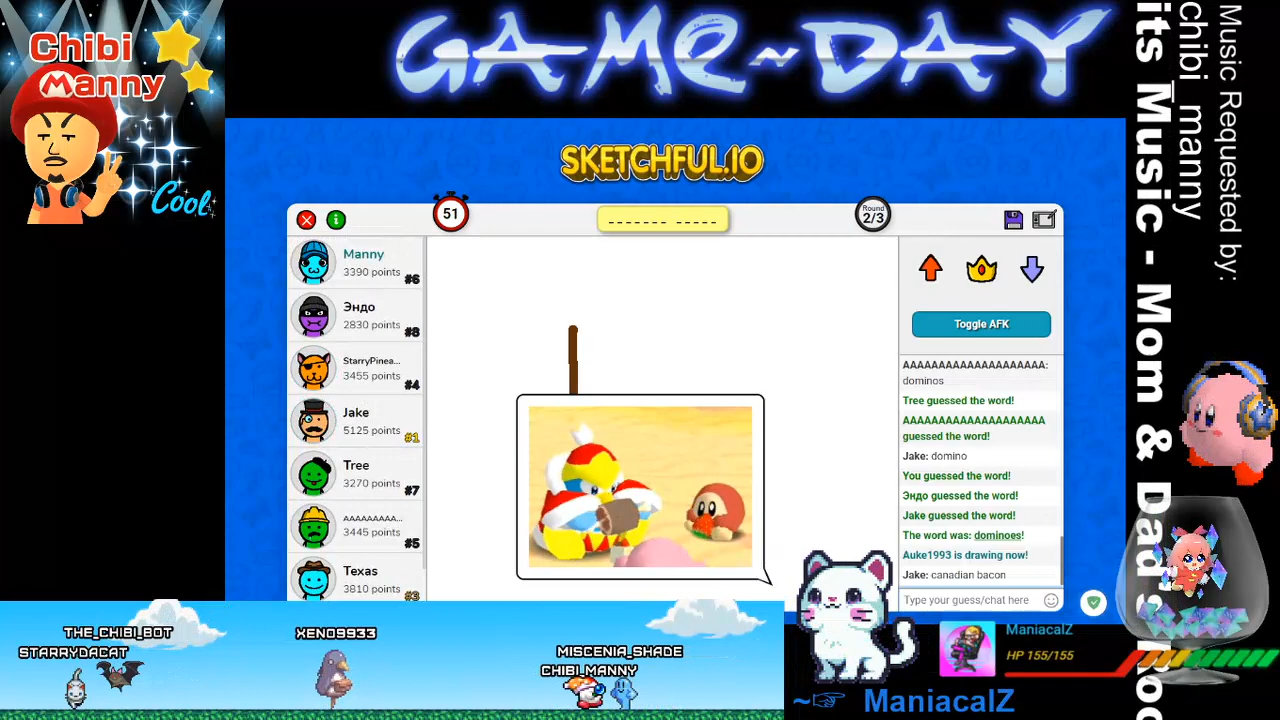 Chibi
Manny
Cool
GAME~DAY
SKETCHFUL.IO
51
_______ _____
Round
2/3
Manny
3390 points
#6
Эндо
2830 points
#8
StarryPinea...
3455 points
#4
Jake
5125 points
#1
Tree
3270 points
#7
AAAAAAAAA...
3445 points
#5
Texas
3810 points
#3
Toggle AFK
AAAAAAAAAAAAAAAAAAAA:
dominos
Tree guessed the word!
AAAAAAAAAAAAAAAAAAAA
guessed the word!
Jake: domino
You guessed the word!
Эндо guessed the word!
Jake guessed the word!
The word was: dominoes!
Auke1993 is drawing now!
Jake: canadian bacon
Type your guess/chat here
Music Requested by:
chibi_manny
its Music - Mom & Dad's Roo
THE_CHIBI_BOT
STARRYDACAT
XENO9933
MISCENIA_SHADE
CHIBI_MANNY
ManiacalZ
HP 155/155
~☞ ManiacalZ